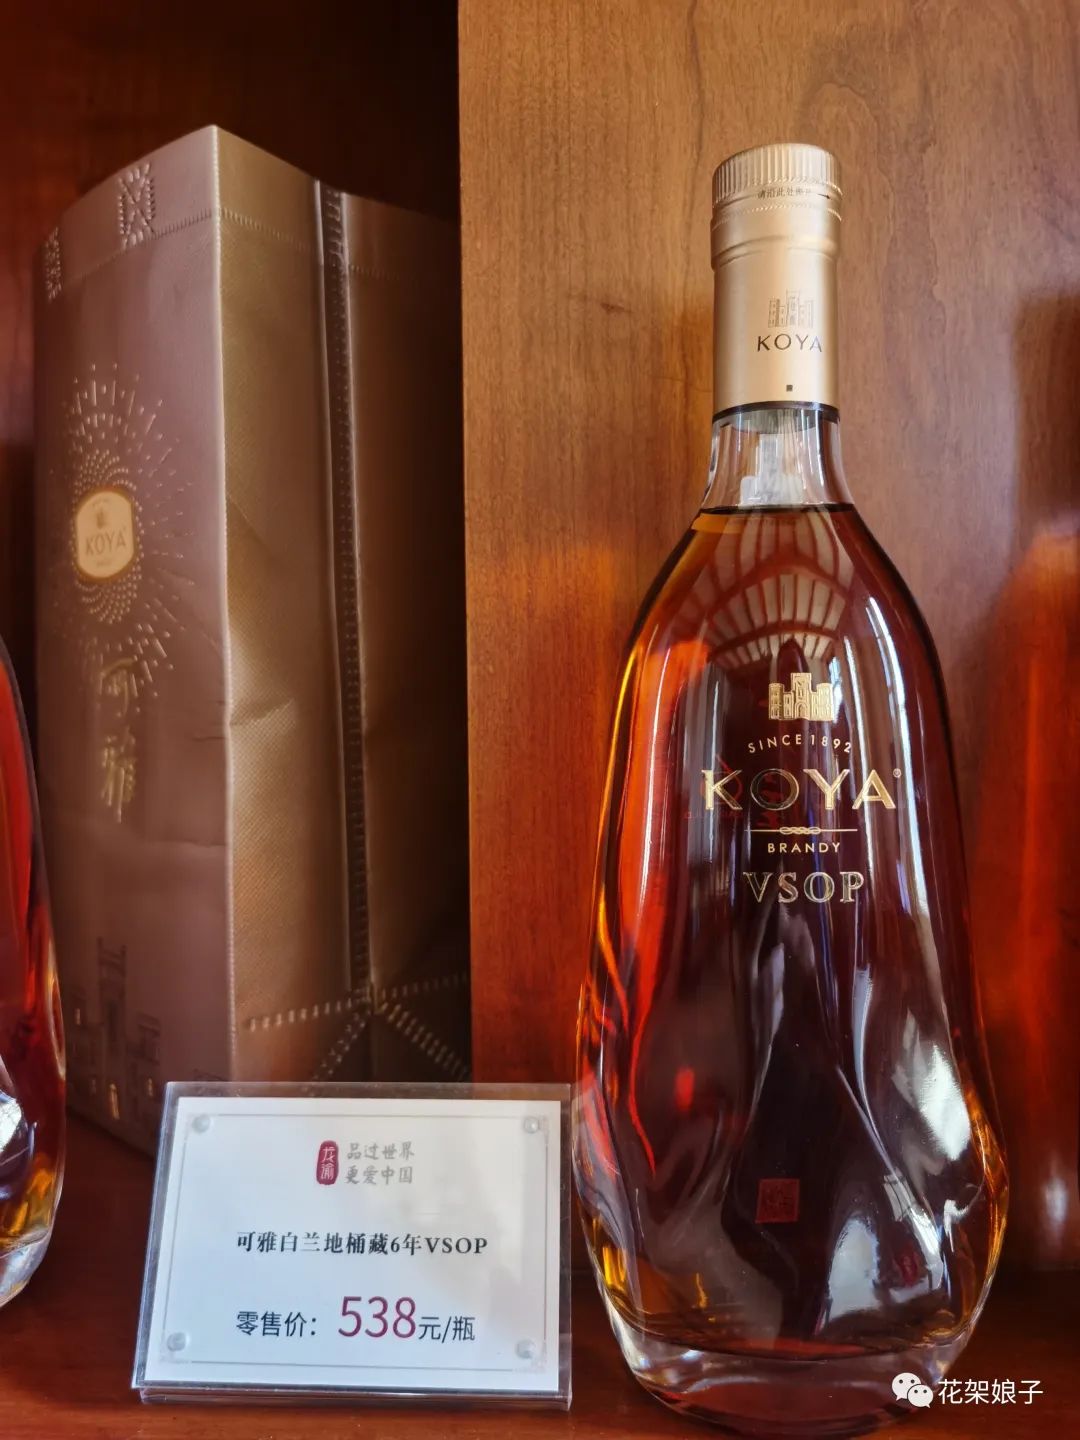 请沿此处撕开
KOYA
KOYA
可雅
SINCE 1892
KOYA®
BRANDY
VSOP
龙谕
品过世界
更爱中国
可雅白兰地桶藏6年VSOP
零售价：538元/瓶
花架娘子